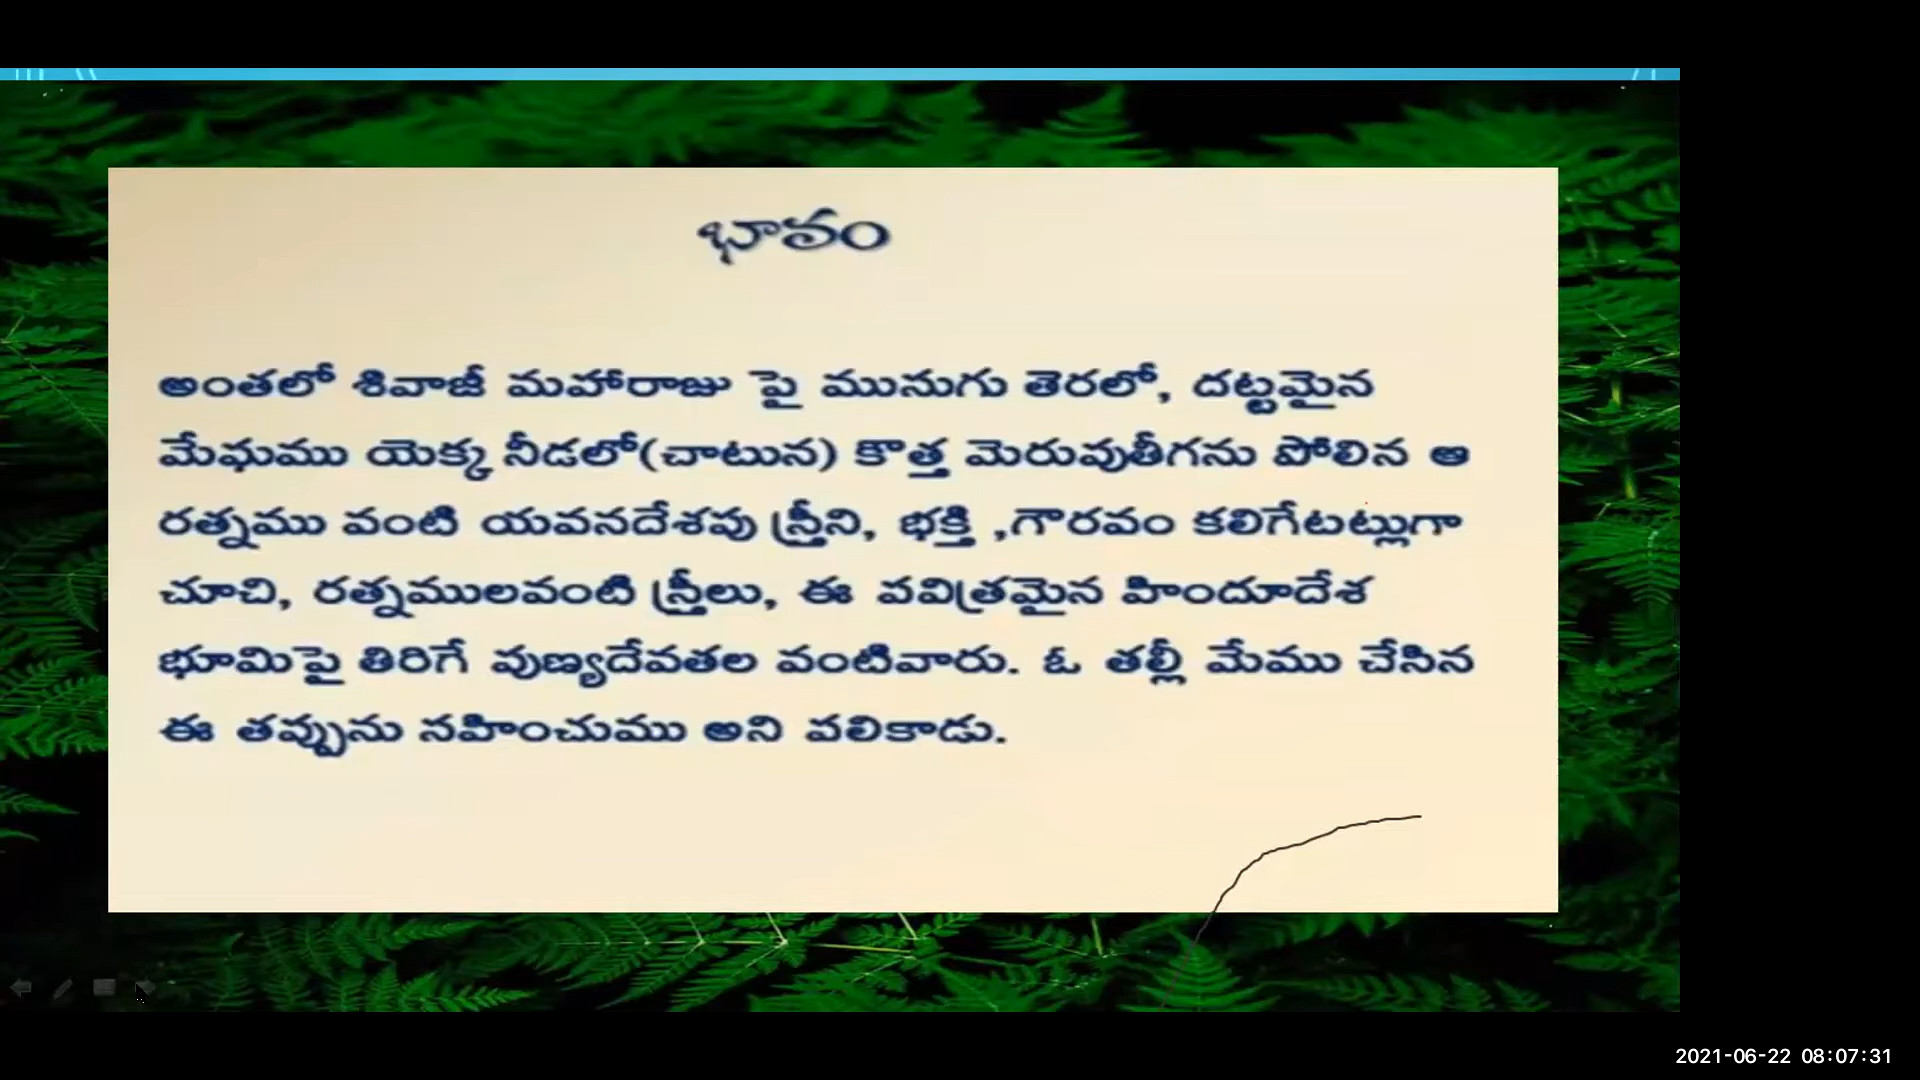 భావం
అంతలో శివాజీ మహారాజు పై మునుగు తెరలో, దట్టమైన
మేఘము యెక్క నీడలో(చాటున) కొత్త మెరువుతీగను పోలిన ఆ
రత్నము వంటి యవనదేశపు స్త్రీని, భక్తి ,గౌరవం కలిగేటట్లుగా
చూచి, రత్నములవంటి స్త్రీలు, ఈ పవిత్రమైన హిందూదేశ
భూమిపై తిరిగే పుణ్యదేవతల వంటివారు. ఓ తల్లీ మేము చేసిన
ఈ తప్పును సహించుము అని పలికాడు.
2021-06-22 08:07:31